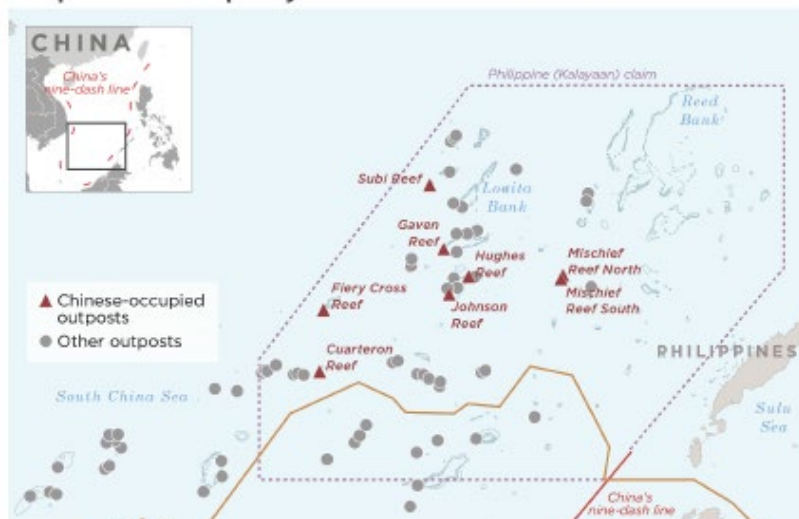 CHINA
China's
nine-dash line
Philippine (Kalayaan) claim
Reed
Bank
Subi Reef
Loaita
Bank
Gaven
Reef
Hughes
Reef
Mischief
Reef North
Mischief
Reef South
Fiery Cross
Reef
Johnson
Reef
Chinese-occupied
outposts
Other outposts
Cuarteron
Reef
PHILIPPINES
South China Sea
Sulu
Sea
China's
nine-dash line